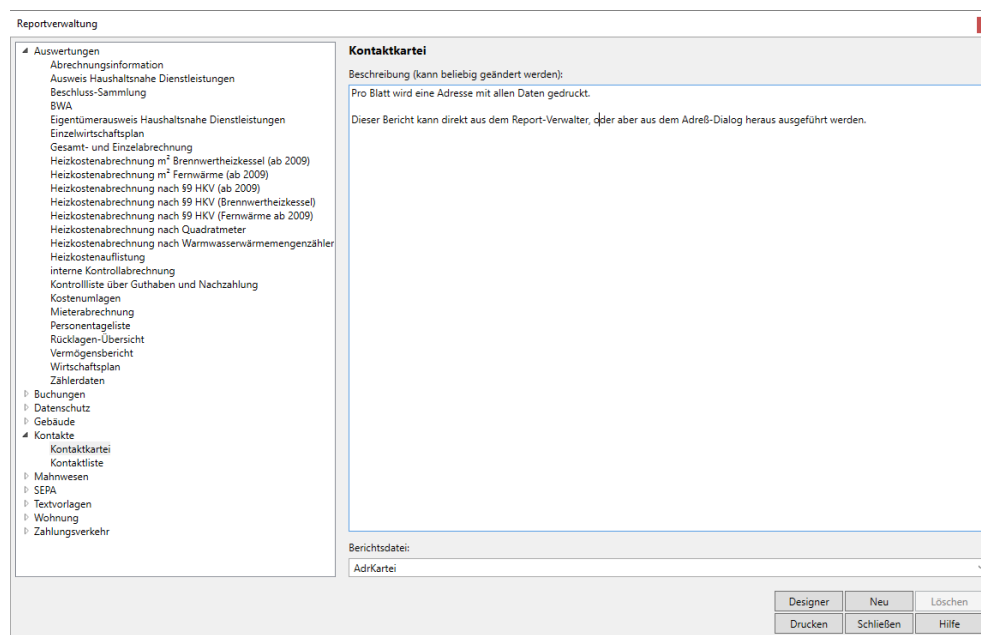 Reportverwaltung
Auswertungen
Abrechnungsinformation
Ausweis Haushaltsnahe Dienstleistungen
Beschluss-Sammlung
BWA
Eigentümerausweis Haushaltsnahe Dienstleistungen
Einzelwirtschaftsplan
Gesamt- und Einzelabrechnung
Heizkostenabrechnung m² Brennwertheizkessel (ab 2009)
Heizkostenabrechnung m² Fernwärme (ab 2009)
Heizkostenabrechnung nach §9 HKV (ab 2009)
Heizkostenabrechnung nach §9 HKV (Brennwertheizkessel)
Heizkostenabrechnung nach §9 HKV (Fernwärme ab 2009)
Heizkostenabrechnung nach Quadratmeter
Heizkostenabrechnung nach Warmwasserwärmemengenzähler
Heizkostenauflistung
interne Kontrollabrechnung
Kontrollliste über Guthaben und Nachzahlung
Kostenumlagen
Mieterabrechnung
Personentageliste
Rücklagen-Übersicht
Vermögensbericht
Wirtschaftsplan
Zählerdaten
Buchungen
Datenschutz
Gebäude
Kontakte
Kontaktkartei
Kontaktliste
Mahnwesen
SEPA
Textvorlagen
Wohnung
Zahlungsverkehr
Kontaktkartei
Beschreibung (kann beliebig geändert werden):
Pro Blatt wird eine Adresse mit allen Daten gedruckt.
Dieser Bericht kann direkt aus dem Report-Verwalter, oder aber aus dem Adreß-Dialog heraus ausgeführt werden.
Berichtsdatei:
AdrKartei
Designer Neu Löschen
Drucken Schließen Hilfe